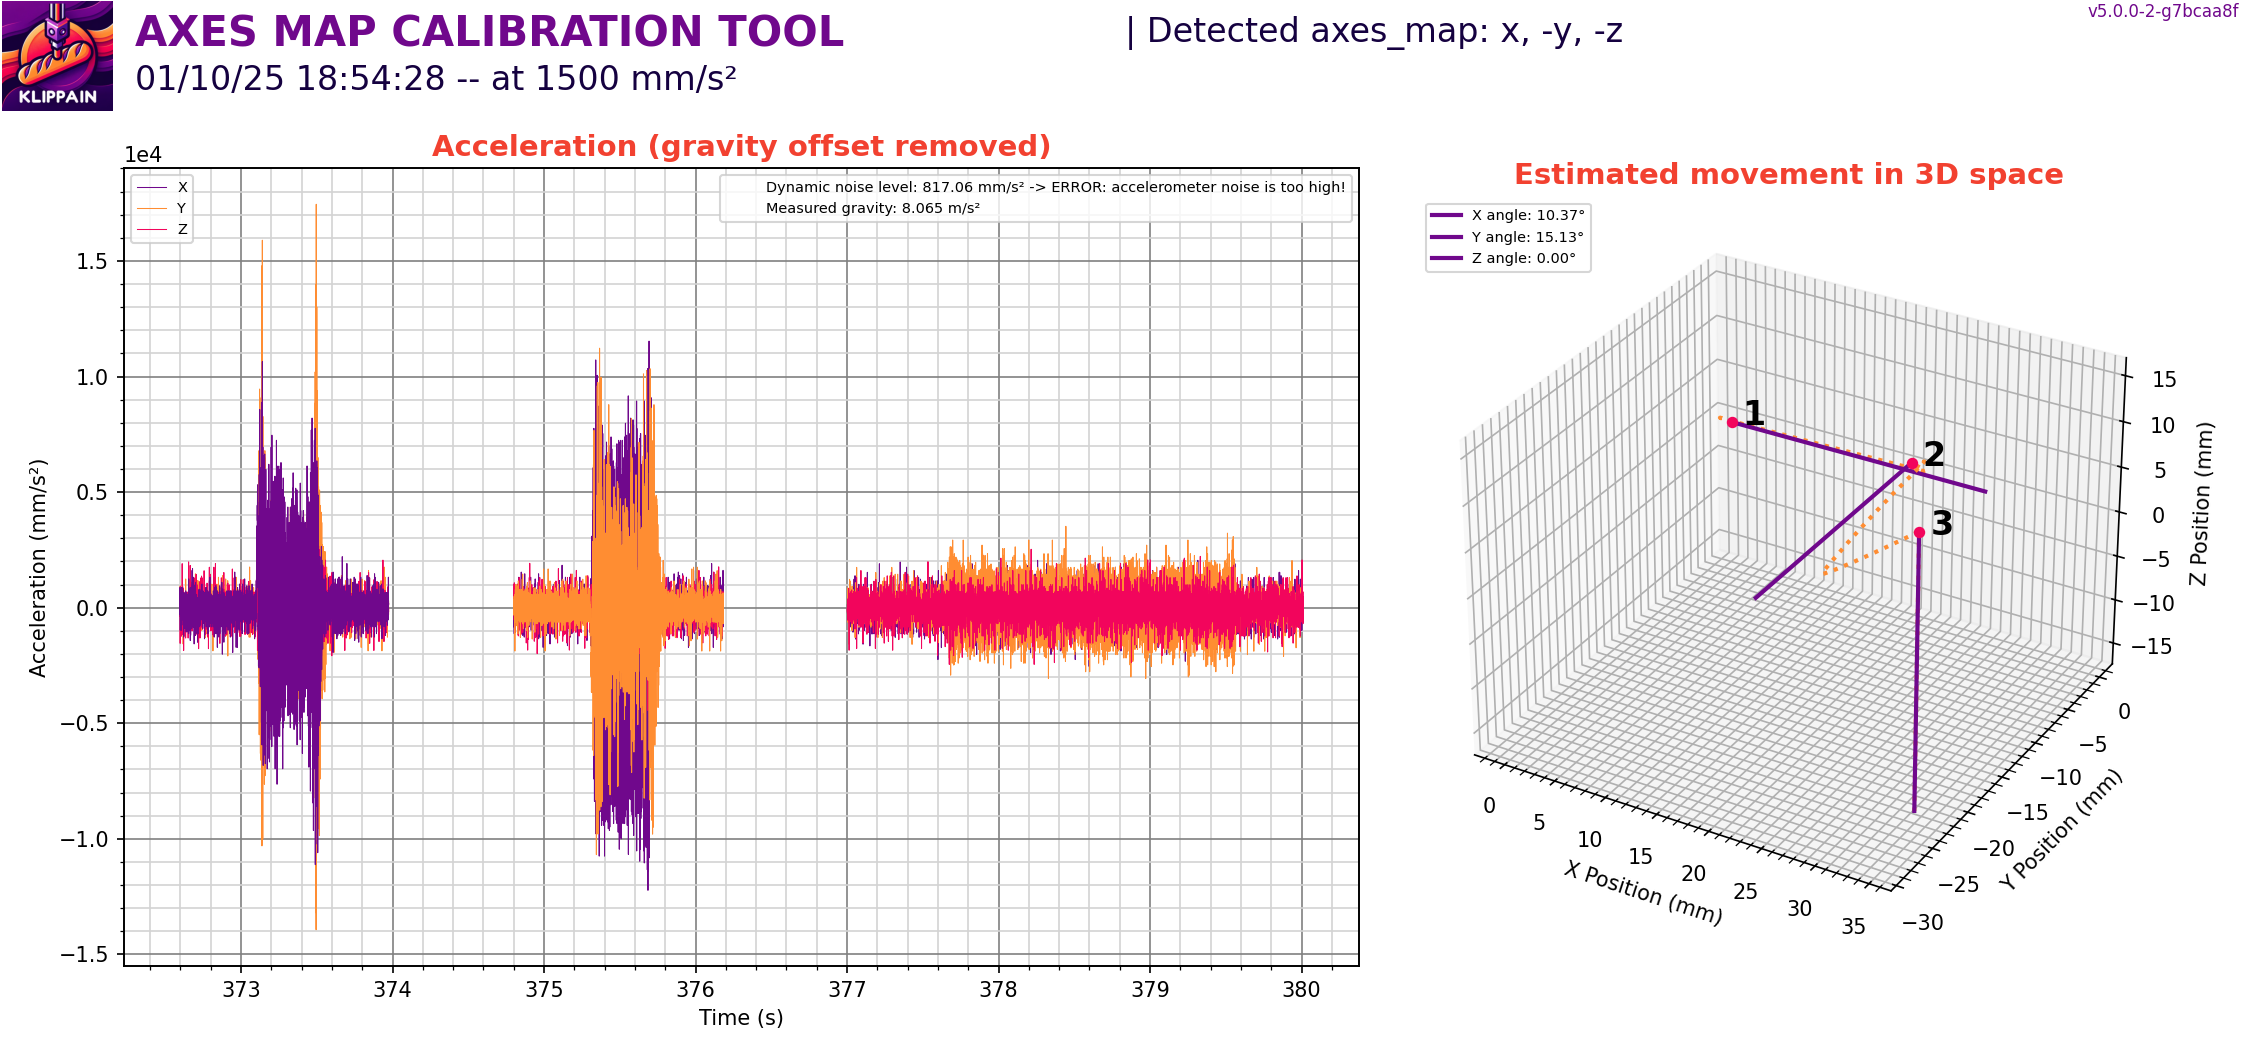 KLIPPAIN
AXES MAP CALIBRATION TOOL
| Detected axes_map: x, -y, -z
v5.0.0-2-g7bcaa8f
01/10/25 18:54:28 -- at 1500 mm/s²
Acceleration (gravity offset removed)
1e4
X
Y
Z
Dynamic noise level: 817.06 mm/s² -> ERROR: accelerometer noise is too high!
Measured gravity: 8.065 m/s²
1.5
1.0
0.5
0.0
−0.5
−1.0
−1.5
Acceleration (mm/s²)
373
374
375
376
377
378
379
380
Time (s)
Estimated movement in 3D space
X angle: 10.37°
Y angle: 15.13°
Z angle: 0.00°
1
2
3
15
10
5
0
−5
−10
−15
Z Position (mm)
0
−5
−10
−15
−20
−25
−30
Y Position (mm)
0
5
10
15
20
25
30
35
X Position (mm)